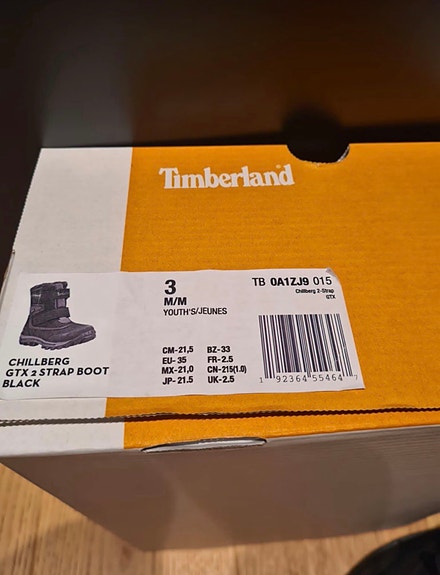 Timberland
3
M/M
YOUTH'S/JEUNES
TB 0A1ZJ9 015
Chillberg 2-Strap
GTX
CHILLBERG
GTX 2 STRAP BOOT
BLACK
CM-21,5 BZ-33
EU- 35 FR-2.5
MX-21,0 CN-215(1.0)
JP- 21.5 UK-2.5
1 92364 55464 7